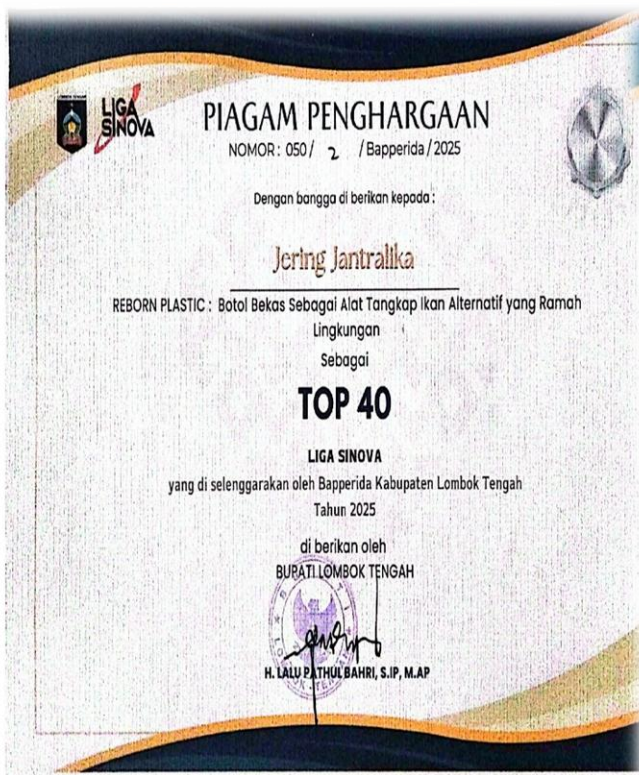 LIGA
SINOVA
PIAGAM PENGHARGAAN
NOMOR : 050 / 2 / Bapperida / 2025
Dengan bangga di berikan kepada :
Jering Jantralika
REBORN PLASTIC : Botol Bekas Sebagai Alat Tangkap Ikan Alternatif yang Ramah
Lingkungan
Sebagai
TOP 40
LIGA SINOVA
yang di selenggarakan oleh Bapperida Kabupaten Lombok Tengah
Tahun 2025
di berikan oleh
BUPATI LOMBOK TENGAH
H. LALU PATHUL BAHRI, S.IP, M.AP